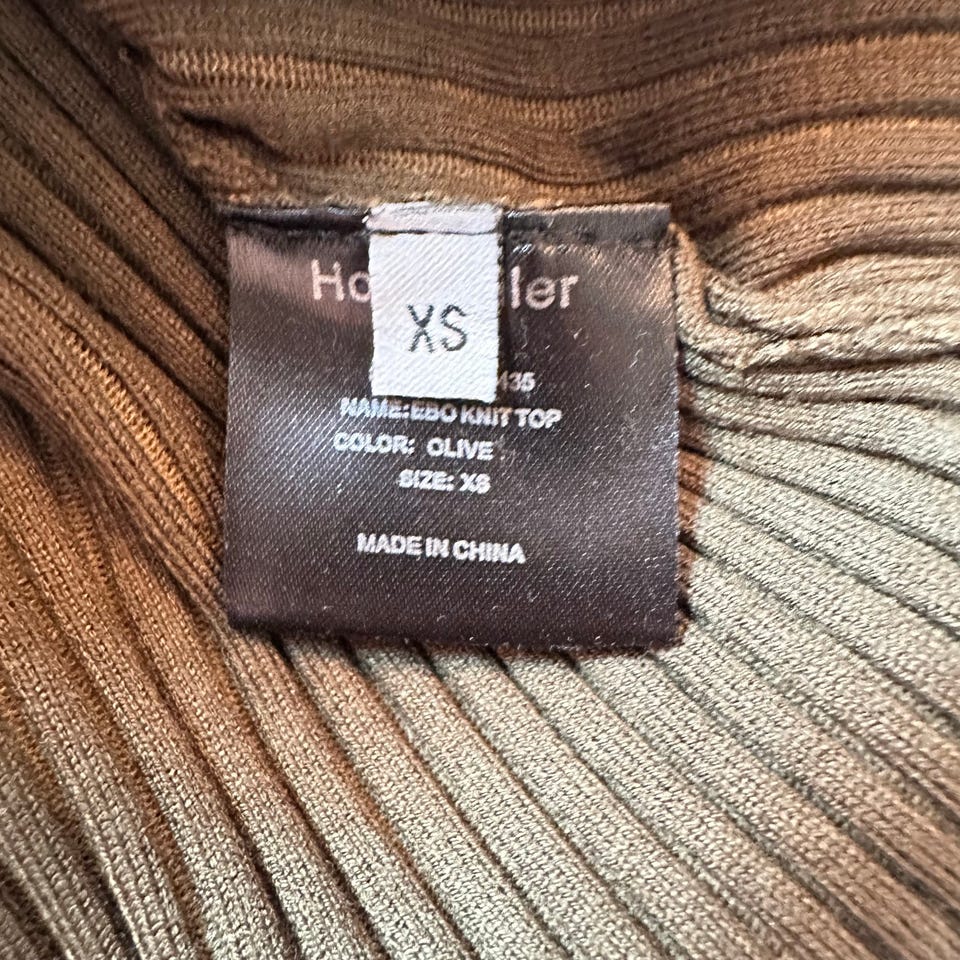 XS
NAME:EBO KNIT TOP
COLOR: OLIVE
SIZE: XS
MADE IN CHINA